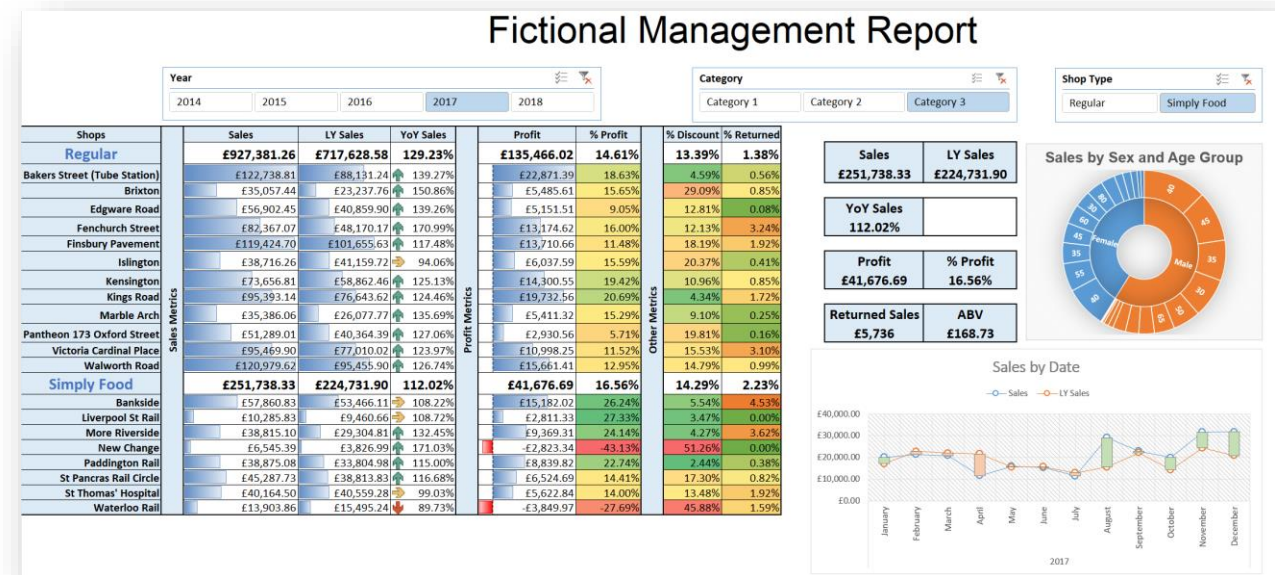 Fictional Management Report
Year
2014 2015 2016 2017 2018
Category
Category 1 Category 2 Category 3
Shop Type
Regular Simply Food
Shops Sales LY Sales YoY Sales Profit % Profit % Discount % Returned
Sales Metrics
Profit Metrics
Other Metrics
Regular £927,381.26 £717,628.58 129.23% £135,466.02 14.61% 13.39% 1.38%
Bakers Street (Tube Station) £122,738.81 £88,131.24 139.27% £22,871.39 18.63% 4.59% 0.56%
Brixton £35,057.44 £23,237.76 150.86% £5,485.61 15.65% 29.09% 0.85%
Edgware Road £56,902.45 £40,859.90 139.26% £5,151.51 9.05% 12.81% 0.08%
Fenchurch Street £82,367.07 £48,170.17 170.99% £13,174.62 16.00% 12.13% 3.24%
Finsbury Pavement £119,424.70 £101,655.63 117.48% £13,710.66 11.48% 18.19% 1.92%
Islington £38,716.26 £41,159.72 94.06% £6,037.59 15.59% 20.37% 0.41%
Kensington £73,656.81 £58,862.46 125.13% £14,300.55 19.42% 10.96% 0.85%
Kings Road £95,393.14 £76,643.62 124.46% £19,732.56 20.69% 4.34% 1.72%
Marble Arch £35,386.06 £26,077.77 135.69% £5,411.32 15.29% 9.10% 0.25%
Pantheon 173 Oxford Street £51,289.01 £40,364.39 127.06% £2,930.56 5.71% 19.81% 0.16%
Victoria Cardinal Place £95,469.90 £77,010.02 123.97% £10,998.25 11.52% 15.53% 3.10%
Walworth Road £120,979.62 £95,455.90 126.74% £15,661.41 12.95% 14.79% 0.99%
Simply Food £251,738.33 £224,731.90 112.02% £41,676.69 16.56% 14.29% 2.23%
Bankside £57,860.83 £53,466.11 108.22% £15,182.02 26.24% 5.54% 4.53%
Liverpool St Rail £10,285.83 £9,460.66 108.72% £2,811.33 27.33% 3.47% 0.00%
More Riverside £38,815.10 £29,304.81 132.45% £9,369.31 24.14% 4.27% 3.62%
New Change £6,545.39 £3,826.99 171.03% -£2,823.34 -43.13% 51.26% 0.00%
Paddington Rail £38,875.08 £33,804.98 115.00% £8,839.82 22.74% 2.44% 0.38%
St Pancras Rail Circle £45,287.73 £38,813.83 116.68% £6,524.69 14.41% 17.30% 0.82%
St Thomas' Hospital £40,164.50 £40,559.28 99.03% £5,622.84 14.00% 13.48% 1.92%
Waterloo Rail £13,903.86 £15,495.24 89.73% -£3,849.97 -27.69% 45.88% 1.59%
Sales LY Sales
£251,738.33 £224,731.90
YoY Sales
112.02%
Profit % Profit
£41,676.69 16.56%
Returned Sales ABV
£5,736 £168.73
Sales by Sex and Age Group
Female
Male
40
45
35
30
50
65
40
55
35
45
60
30
80
Sales by Date
Sales LY Sales
£40,000.00
£30,000.00
£20,000.00
£10,000.00
£0.00
January February March April May June July August September October November December
2017